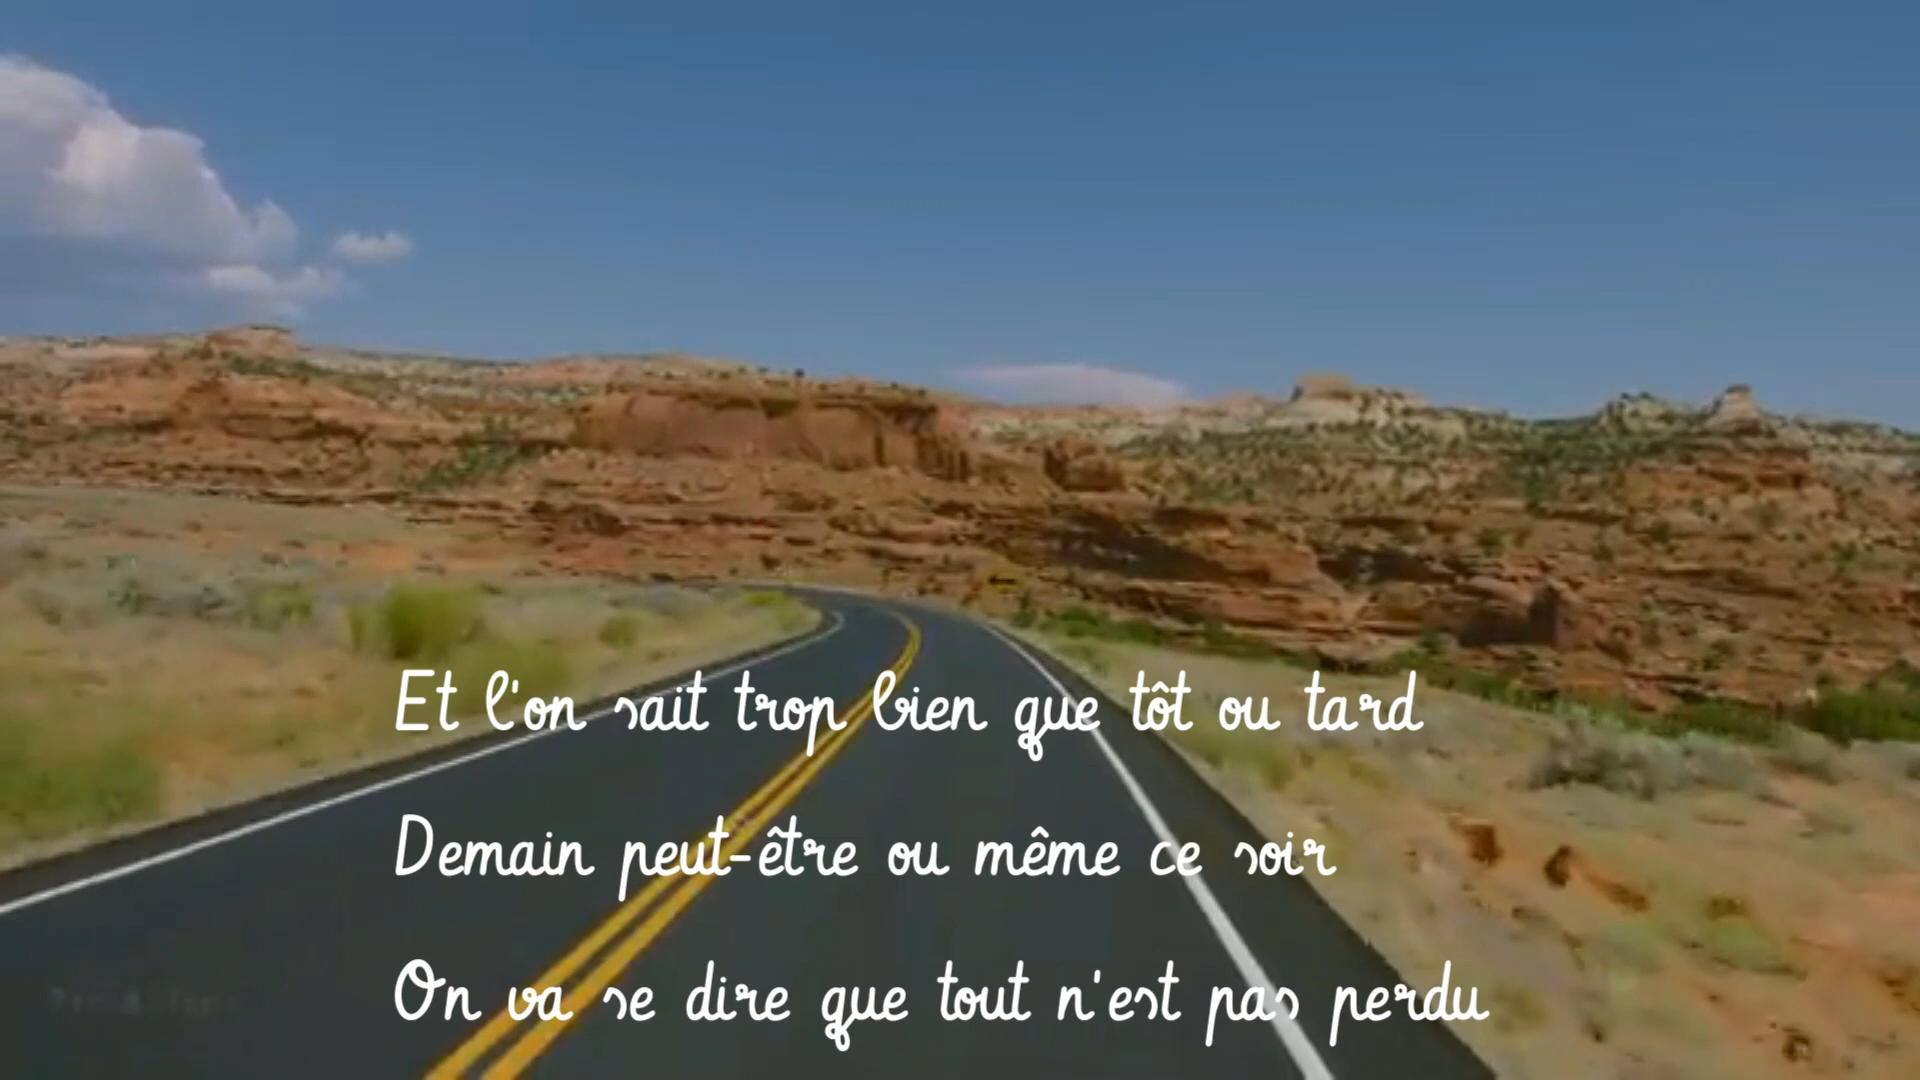 Et l'on sait trop bien que tôt ou tard
Demain peut-être ou même ce soir
On va se dire que tout n'est pas perdu